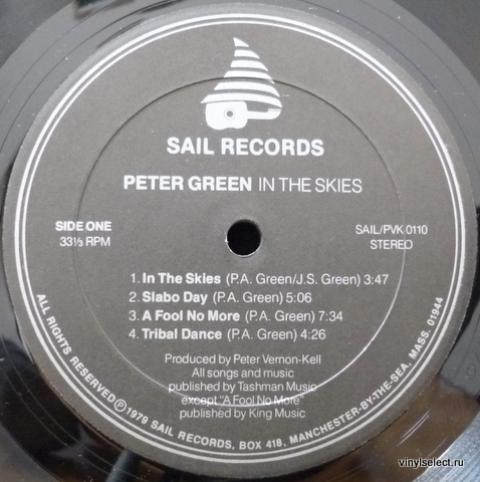 SAIL RECORDS
PETER GREEN IN THE SKIES
SIDE ONE
33⅓ RPM
SAIL/PVK 0110
STEREO
1. In The Skies (P.A. Green/J.S. Green) 3:47
2. Slabo Day (P.A. Green) 5:06
3. A Fool No More (P.A. Green) 7:34
4. Tribal Dance (P.A. Green) 4:26
Produced by Peter Vernon-Kell
All songs and music
published by Tashman Music
except "A Fool No More"
published by King Music
ALL RIGHTS RESERVED ℗ 1979 SAIL RECORDS, BOX 418, MANCHESTER-BY-THE-SEA, MASS. 01944
vinylselect.ru